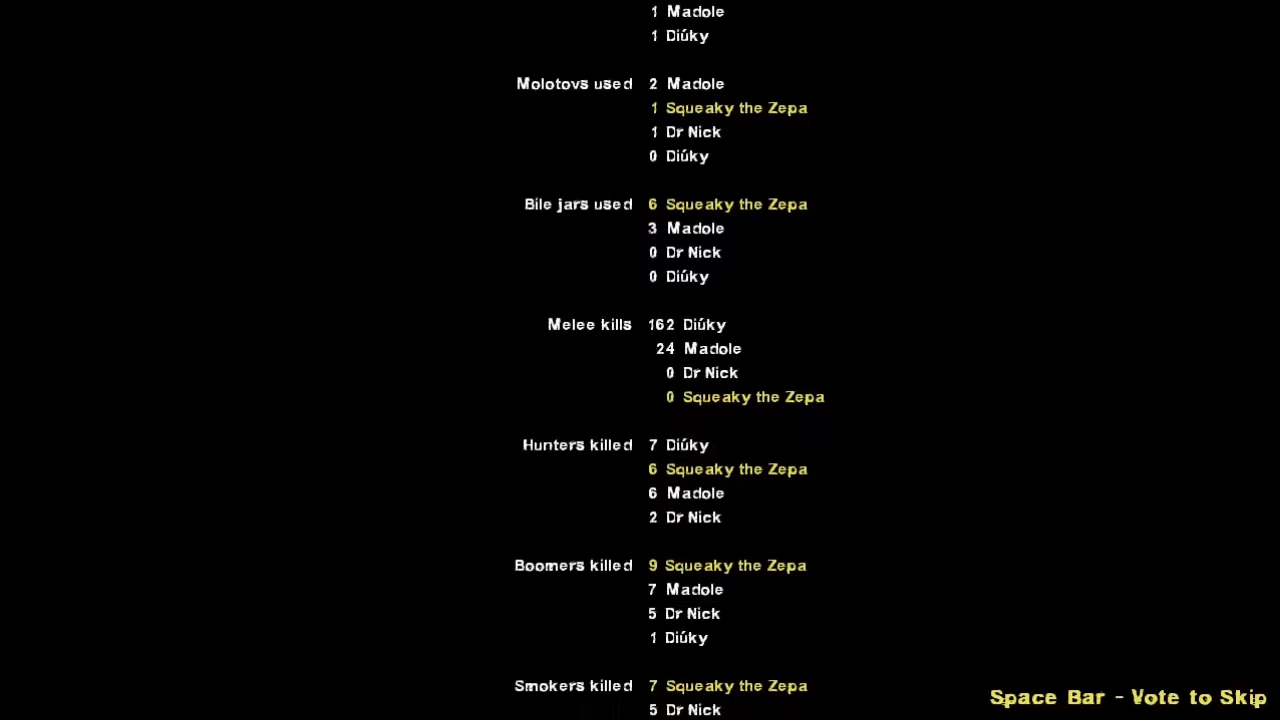 1 Madole
1 Diúky
Molotovs used 2 Madole
1 Squeaky the Zepa
1 Dr Nick
0 Diúky
Bile jars used 6 Squeaky the Zepa
3 Madole
0 Dr Nick
0 Diúky
Melee kills 162 Diúky
24 Madole
0 Dr Nick
0 Squeaky the Zepa
Hunters killed 7 Diúky
6 Squeaky the Zepa
6 Madole
2 Dr Nick
Boomers killed 9 Squeaky the Zepa
7 Madole
5 Dr Nick
1 Diúky
Smokers killed 7 Squeaky the Zepa
5 Dr Nick
Space Bar - Vote to Skip